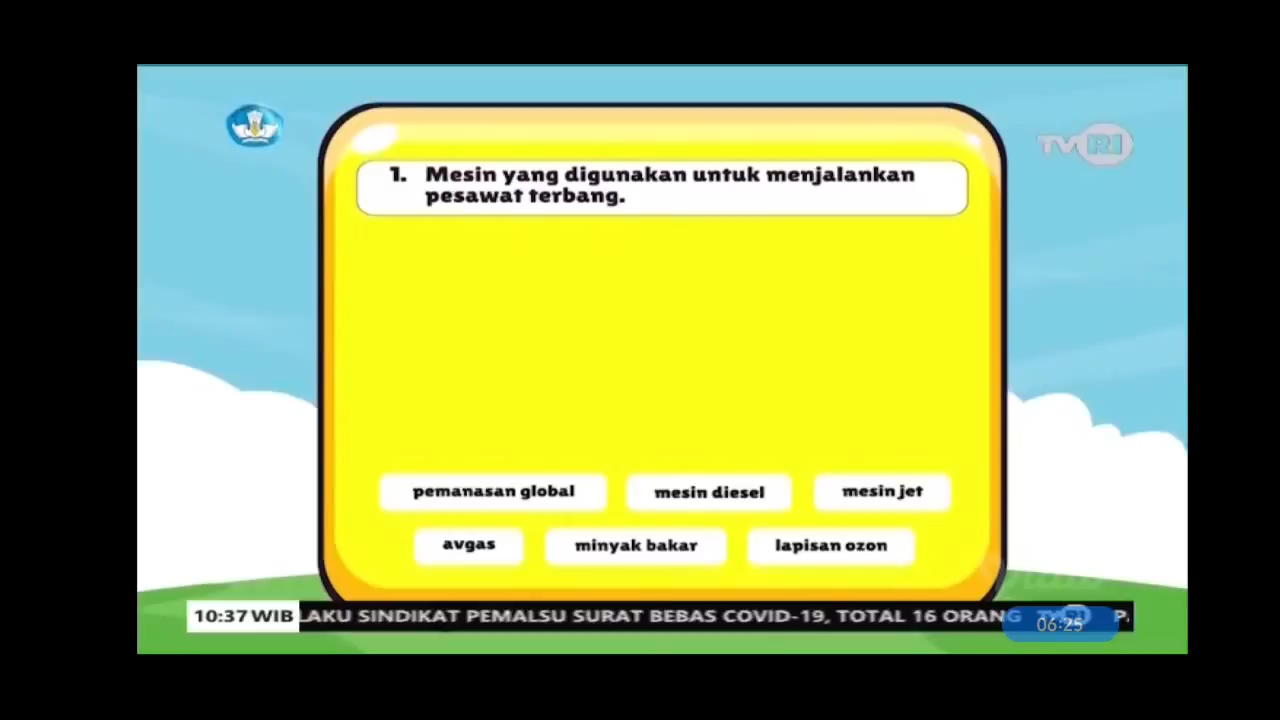 TVRI
1. Mesin yang digunakan untuk menjalankan
pesawat terbang.
pemanasan global
mesin diesel
mesin jet
avgas
minyak bakar
lapisan ozon
10:37 WIB LAKU SINDIKAT PEMALSU SURAT BEBAS COVID-19, TOTAL 16 ORANG TVRI P
06:25